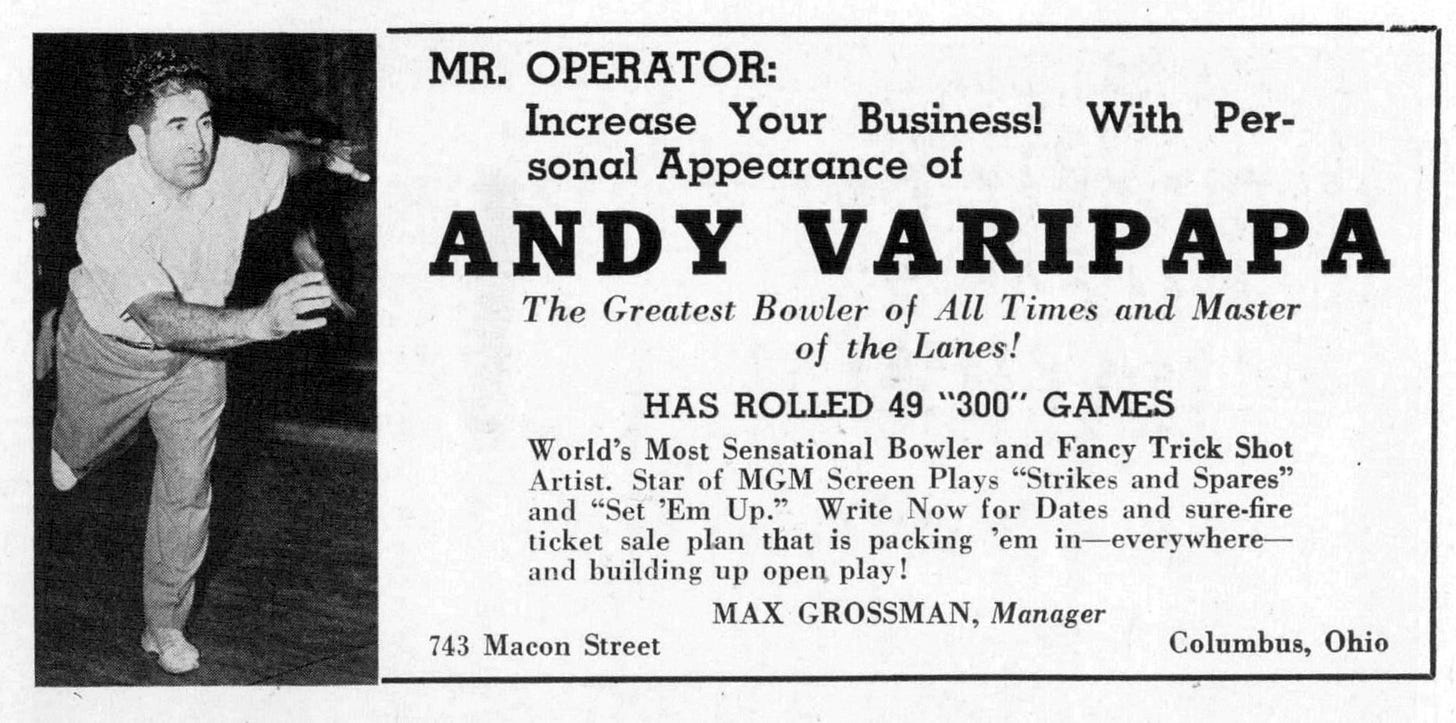 MR. OPERATOR:
Increase Your Business! With Per-
sonal Appearance of
ANDY VARIPAPA
The Greatest Bowler of All Times and Master
of the Lanes!
HAS ROLLED 49 "300" GAMES
World's Most Sensational Bowler and Fancy Trick Shot
Artist. Star of MGM Screen Plays “Strikes and Spares”
and “Set ’Em Up.” Write Now for Dates and sure-fire
ticket sale plan that is packing ’em in—everywhere—
and building up open play!
MAX GROSSMAN, Manager
743 Macon Street Columbus, Ohio